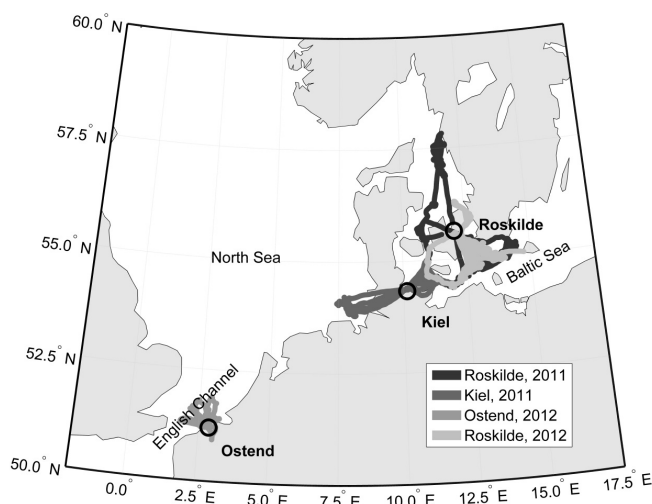 60.0° N
57.5° N
55.0° N
52.5° N
50.0° N
North Sea
Roskilde
Baltic Sea
Kiel
English Channel
Ostend
Roskilde, 2011
Kiel, 2011
Ostend, 2012
Roskilde, 2012
0.0° 2.5° E 5.0° E 7.5° E 10.0° E 12.5° E 15.0° E 17.5° E